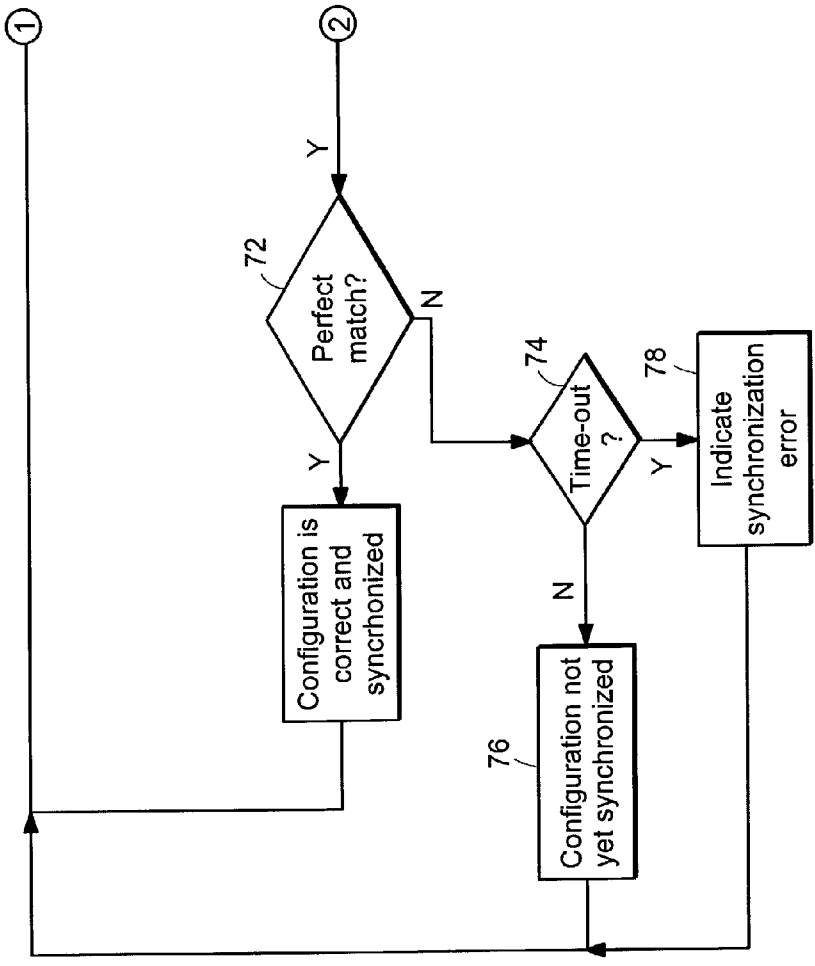 1
2
Y
72
Perfect
match?
Y
N
Configuration is
correct and
syncrhonized
74
Time-out
?
N
Y
76
Configuration not
yet synchronized
78
Indicate
synchronization
error